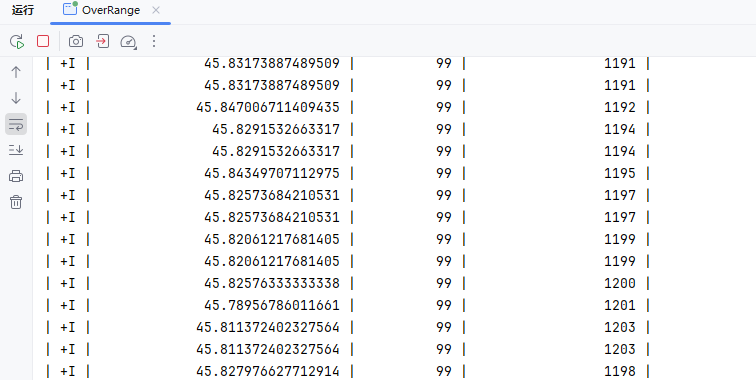 运行 OverRange
| +I | 45.83173887489509 | 99 | 1191 |
| +I | 45.83173887489509 | 99 | 1191 |
| +I | 45.847006711409435 | 99 | 1192 |
| +I | 45.8291532663317 | 99 | 1194 |
| +I | 45.8291532663317 | 99 | 1194 |
| +I | 45.84349707112975 | 99 | 1195 |
| +I | 45.82573684210531 | 99 | 1197 |
| +I | 45.82573684210531 | 99 | 1197 |
| +I | 45.82061217681405 | 99 | 1199 |
| +I | 45.82061217681405 | 99 | 1199 |
| +I | 45.82576333333338 | 99 | 1200 |
| +I | 45.78956786011661 | 99 | 1201 |
| +I | 45.811372402327564 | 99 | 1203 |
| +I | 45.811372402327564 | 99 | 1203 |
| +I | 45.827976627712914 | 99 | 1198 |